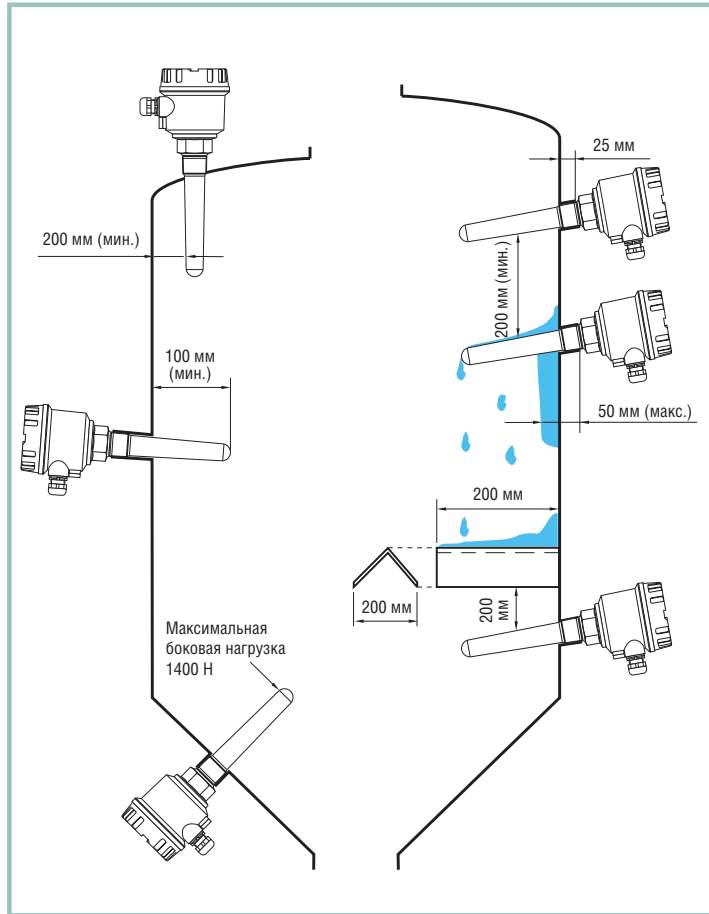 25 мм
200 мм (мин.)
200 мм (мин.)
100 мм
(мин.)
50 мм (макс.)
200 мм
200 мм
200
мм
Максимальная
боковая нагрузка
1400 Н